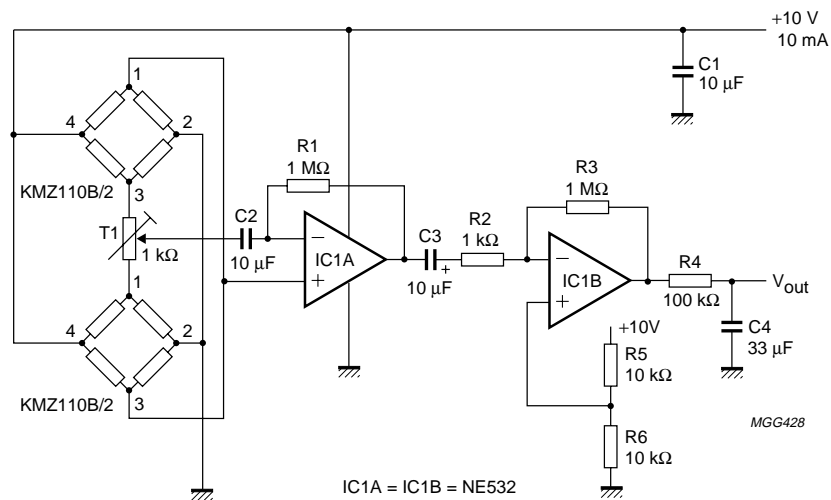 +10 V
10 mA
C1
10 μF
1
4
2
3
KMZ110B/2
R1
1 MΩ
R3
1 MΩ
T1
1 kΩ
C2
10 μF
−
+
IC1A
C3
+
10 μF
R2
1 kΩ
−
+
IC1B
R4
100 kΩ
Vout
C4
33 μF
1
4
2
3
KMZ110B/2
+10V
R5
10 kΩ
R6
10 kΩ
MGG428
IC1A = IC1B = NE532